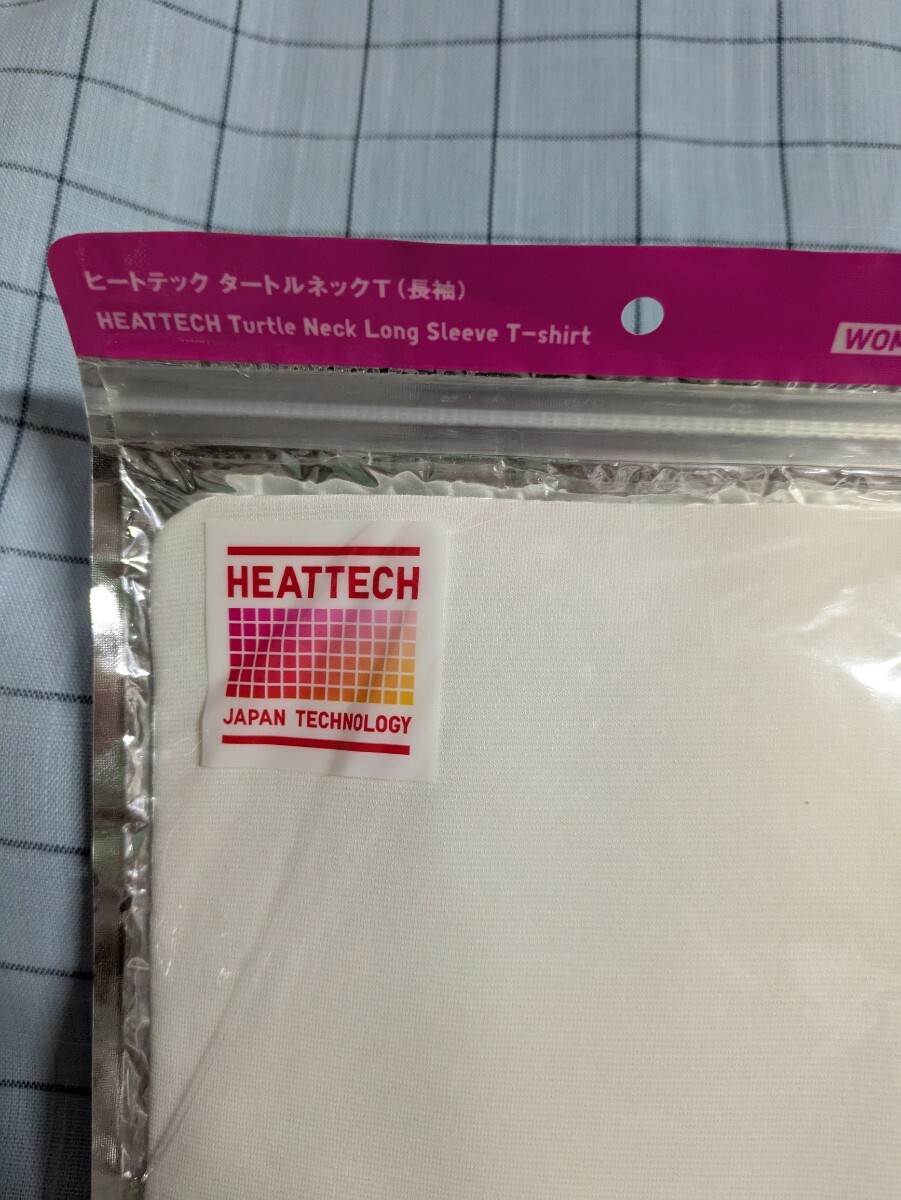 ヒートテック タートルネックT(長袖)
HEATTECH Turtle Neck Long Sleeve T-shirt
WOM
HEATTECH
JAPAN TECHNOLOGY